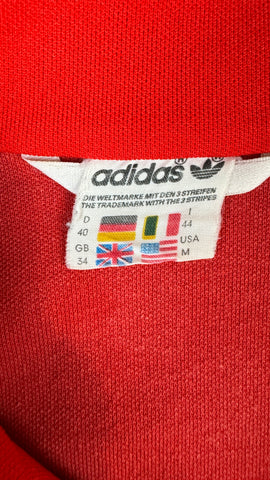 adidas®
DIE WELTMARKE MIT DEN 3 STREIFEN
THE TRADEMARK WITH THE 3 STRIPES
D I
40 44
GB USA
34 M